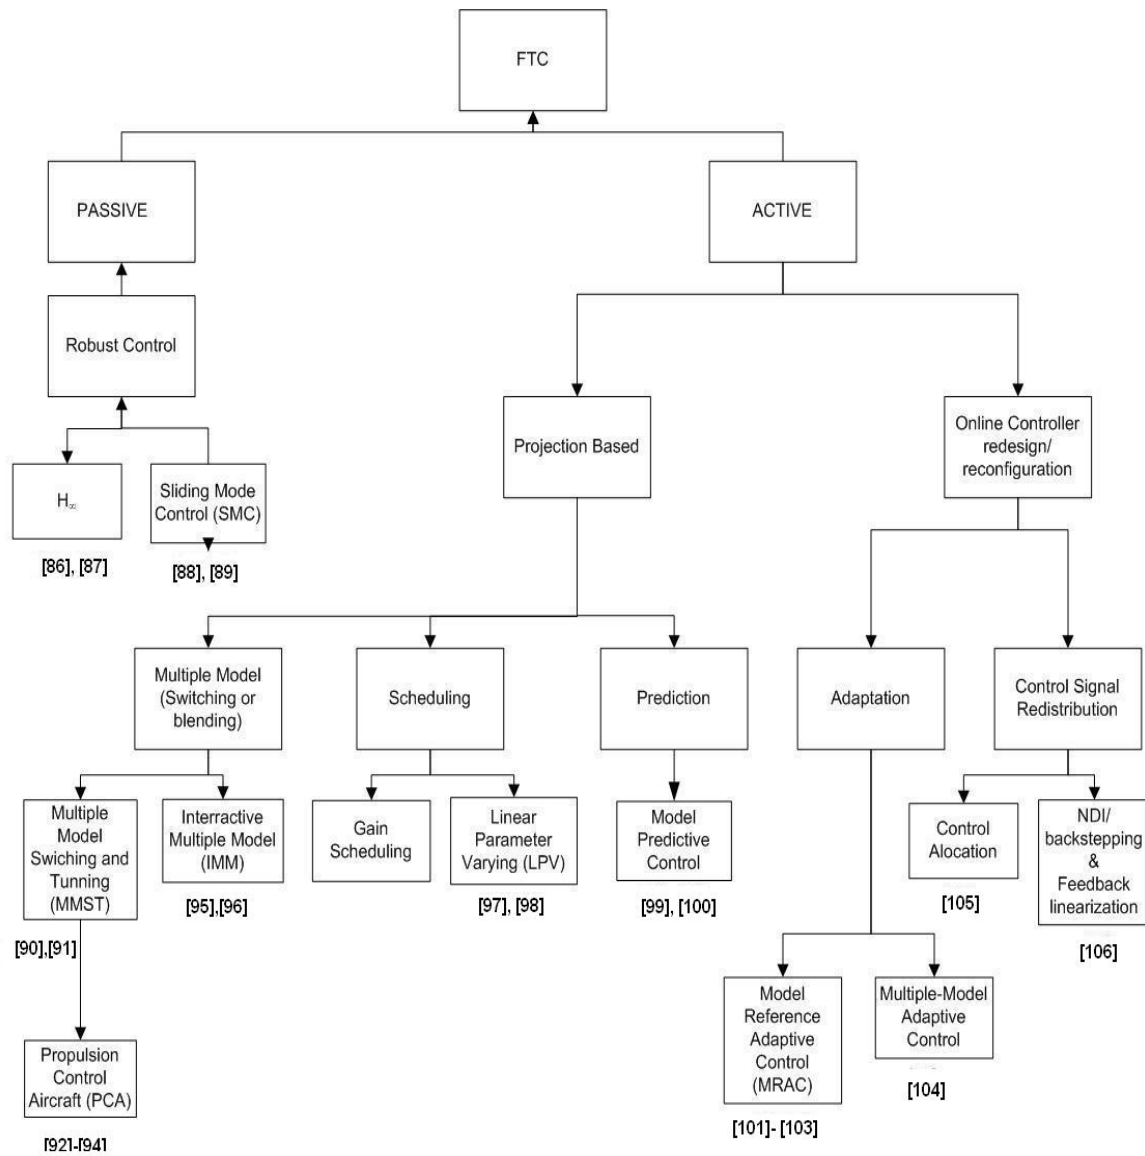 FTC
PASSIVE
ACTIVE
Robust Control
Projection Based
Online Controller
redesign/
reconfiguration
H∞
Sliding Mode
Control (SMC)
[86], [87]
[88], [89]
Multiple Model
(Switching or
blending)
Scheduling
Prediction
Adaptation
Control Signal
Redistribution
Multiple
Model
Swiching and
Tunning
(MMST)
Interractive
Multiple Model
(IMM)
Gain
Scheduling
Linear
Parameter
Varying (LPV)
Model
Predictive
Control
Control
Alocation
NDI/
backstepping
&
Feedback
linearization
[90],[91]
[95],[96]
[97], [98]
[99], [100]
[105]
[106]
Propulsion
Control
Aircraft (PCA)
Model
Reference
Adaptive
Control
(MRAC)
Multiple-Model
Adaptive
Control
[92]-[94]
[101]- [103]
[104]